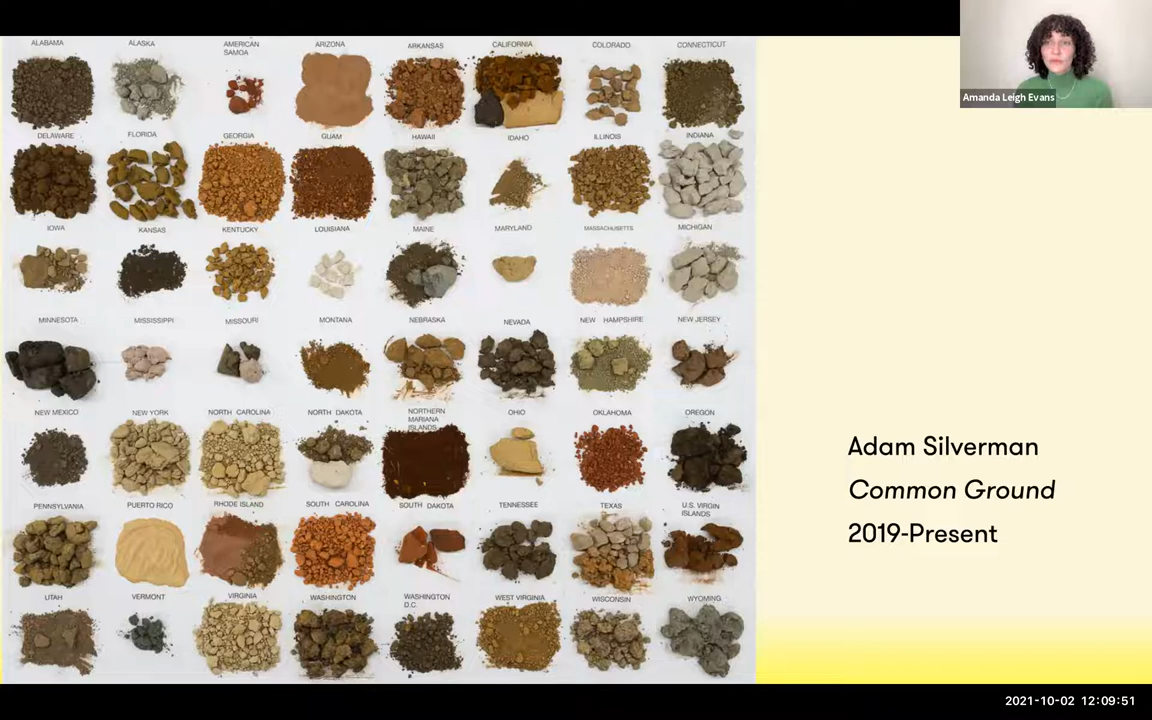 ALABAMA
ALASKA
AMERICAN
SAMOA
ARIZONA
ARKANSAS
CALIFORNIA
COLORADO
CONNECTICUT
DELAWARE
FLORIDA
GEORGIA
GUAM
HAWAII
IDAHO
ILLINOIS
INDIANA
IOWA
KANSAS
KENTUCKY
LOUISIANA
MAINE
MARYLAND
MASSACHUSETTS
MICHIGAN
MINNESOTA
MISSISSIPPI
MISSOURI
MONTANA
NEBRASKA
NEVADA
NEW HAMPSHIRE
NEW JERSEY
NEW MEXICO
NEW YORK
NORTH CAROLINA
NORTH DAKOTA
NORTHERN
MARIANA
ISLANDS
OHIO
OKLAHOMA
OREGON
PENNSYLVANIA
PUERTO RICO
RHODE ISLAND
SOUTH CAROLINA
SOUTH DAKOTA
TENNESSEE
TEXAS
U.S. VIRGIN
ISLANDS
UTAH
VERMONT
VIRGINIA
WASHINGTON
WASHINGTON
D.C.
WEST VIRGINIA
WISCONSIN
WYOMING
Adam Silverman
Common Ground
2019-Present
Amanda Leigh Evans
2021-10-02 12:09:51